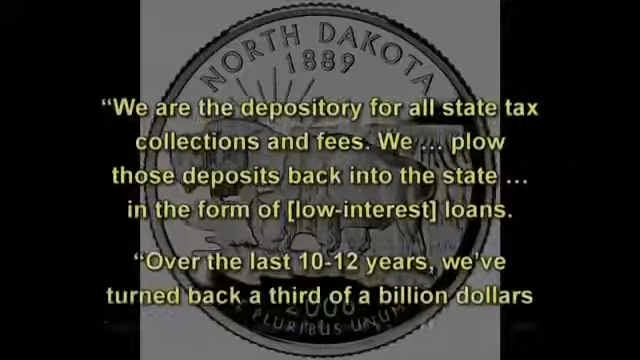 NORTH DAKOTA
1889
“We are the depository for all state tax
collections and fees. We … plow
those deposits back into the state …
in the form of [low-interest] loans.
“Over the last 10-12 years, we’ve
turned back a third of a billion dollars
2006
E PLURIBUS UNUM